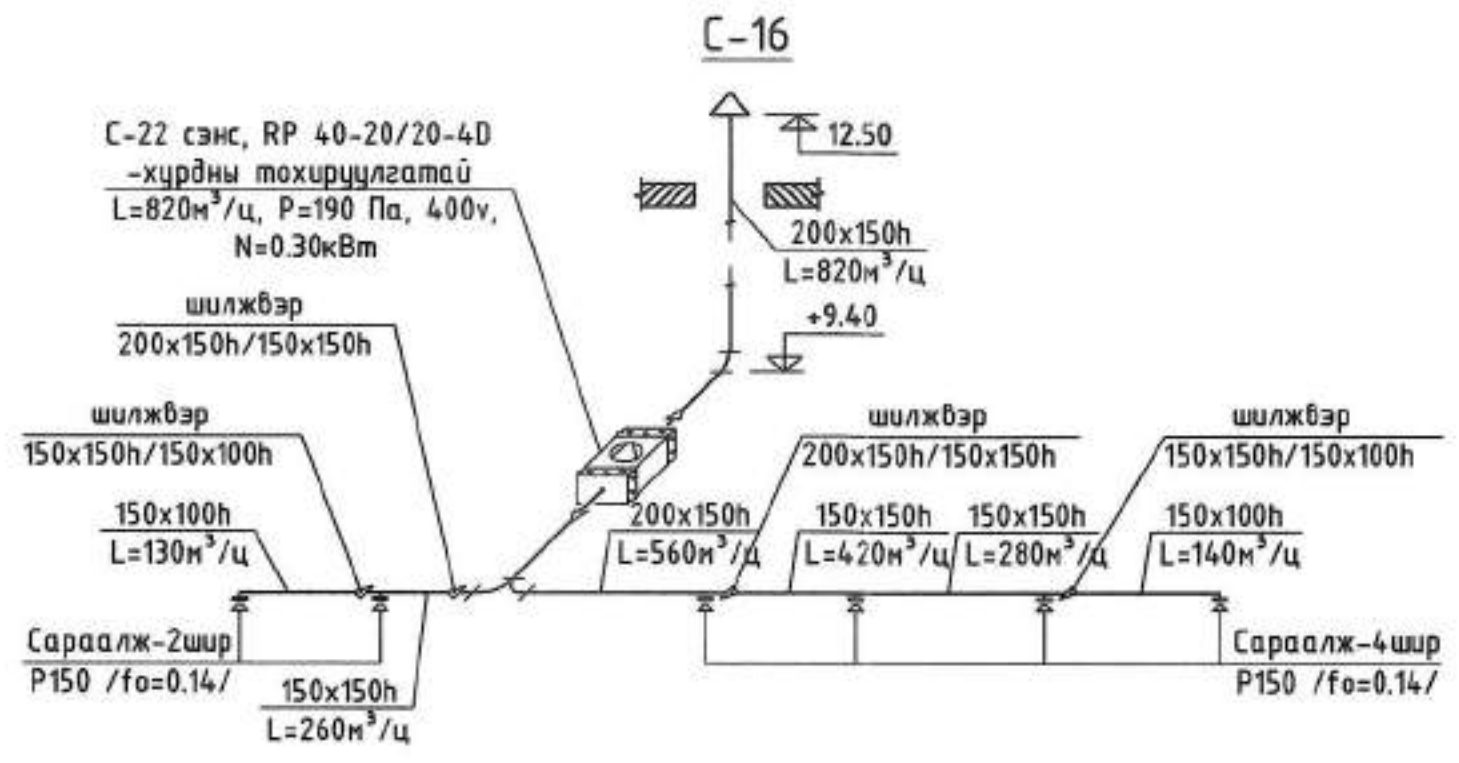 С-16
С-22 сэнс, RP 40-20/20-4D
-хурдны тохируулгатай
L=820м³/ц, P=190 Па, 400v,
N=0.30кВт
12.50
200x150h
L=820м³/ц
+9.40
шилжвэр
200x150h/150x150h
шилжвэр
150x150h/150x100h
шилжвэр
200x150h/150x150h
шилжвэр
150x150h/150x100h
150x100h
L=130м³/ц
200x150h
L=560м³/ц
150x150h
L=420м³/ц
150x150h
L=280м³/ц
150x100h
L=140м³/ц
Сараалж-2шир
P150 /fo=0.14/
150x150h
L=260м³/ц
Сараалж-4шир
P150 /fo=0.14/